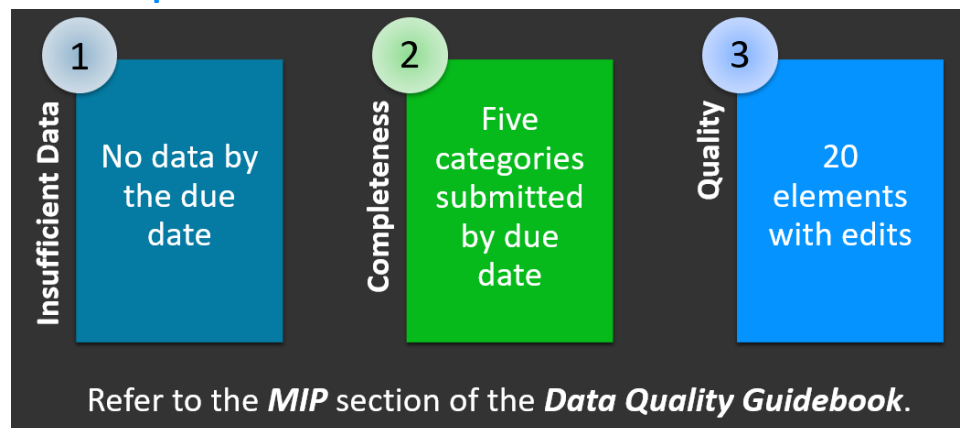 1
Insufficient Data
No data by
the due
date
2
Completeness
Five
categories
submitted
by due
date
3
Quality
20
elements
with edits
Refer to the MIP section of the Data Quality Guidebook.